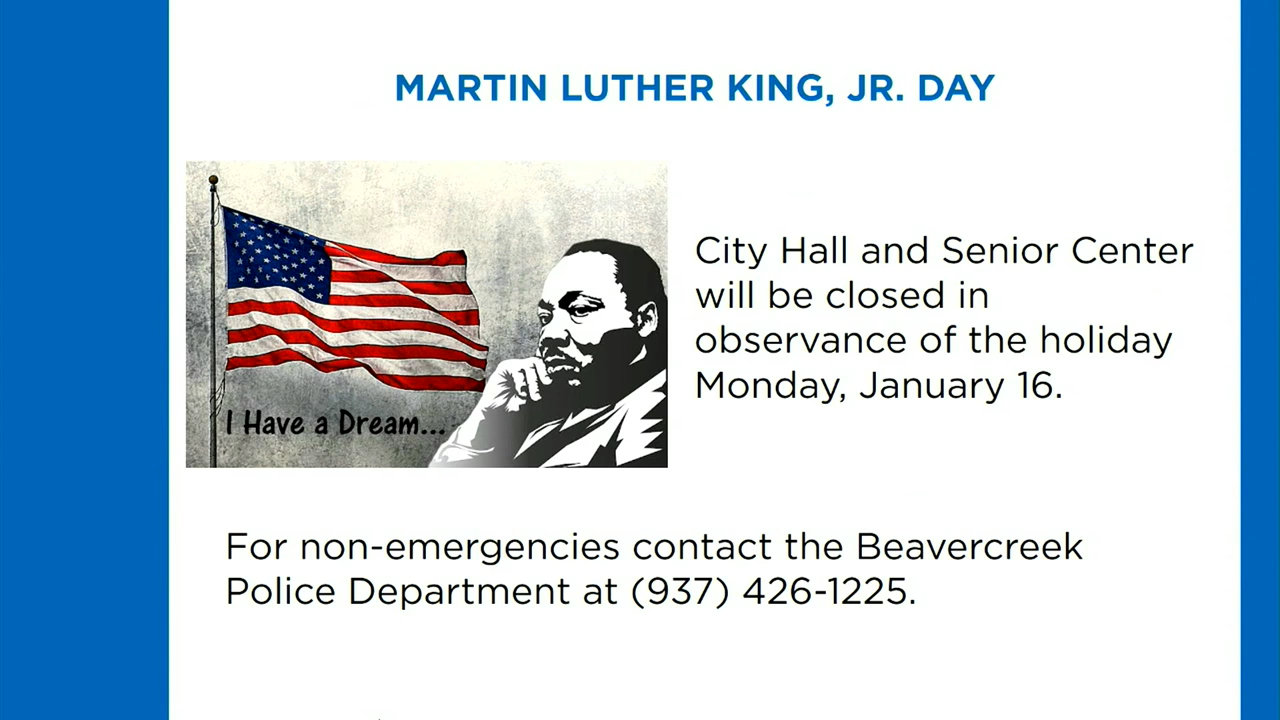 MARTIN LUTHER KING, JR. DAY
I Have a Dream...
City Hall and Senior Center
will be closed in
observance of the holiday
Monday, January 16.
For non-emergencies contact the Beavercreek
Police Department at (937) 426-1225.